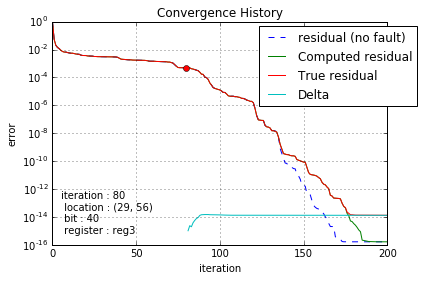 Convergence History
residual (no fault)
Computed residual
True residual
Delta
error
10^0
10^-2
10^-4
10^-6
10^-8
10^-10
10^-12
10^-14
10^-16
iteration : 80
location : (29, 56)
bit : 40
register : reg3
0 50 100 150 200
iteration